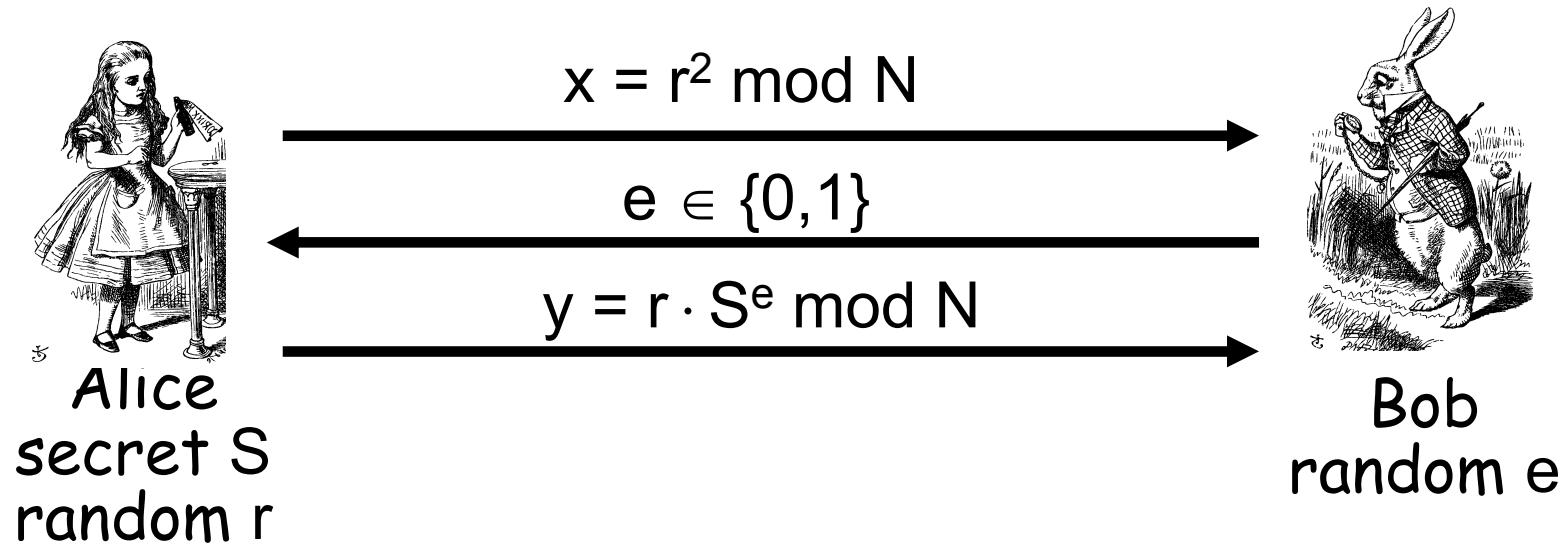 x = r² mod N
e ∈ {0,1}
y = r · Sᵉ mod N
Alice
secret S
random r
Bob
random e